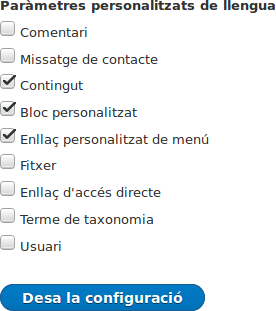 Paràmetres personalitzats de llengua
Comentari
Missatge de contacte
Contingut
Bloc personalitzat
Enllaç personalitzat de menú
Fitxer
Enllaç d'accés directe
Terme de taxonomia
Usuari
Desa la configuració